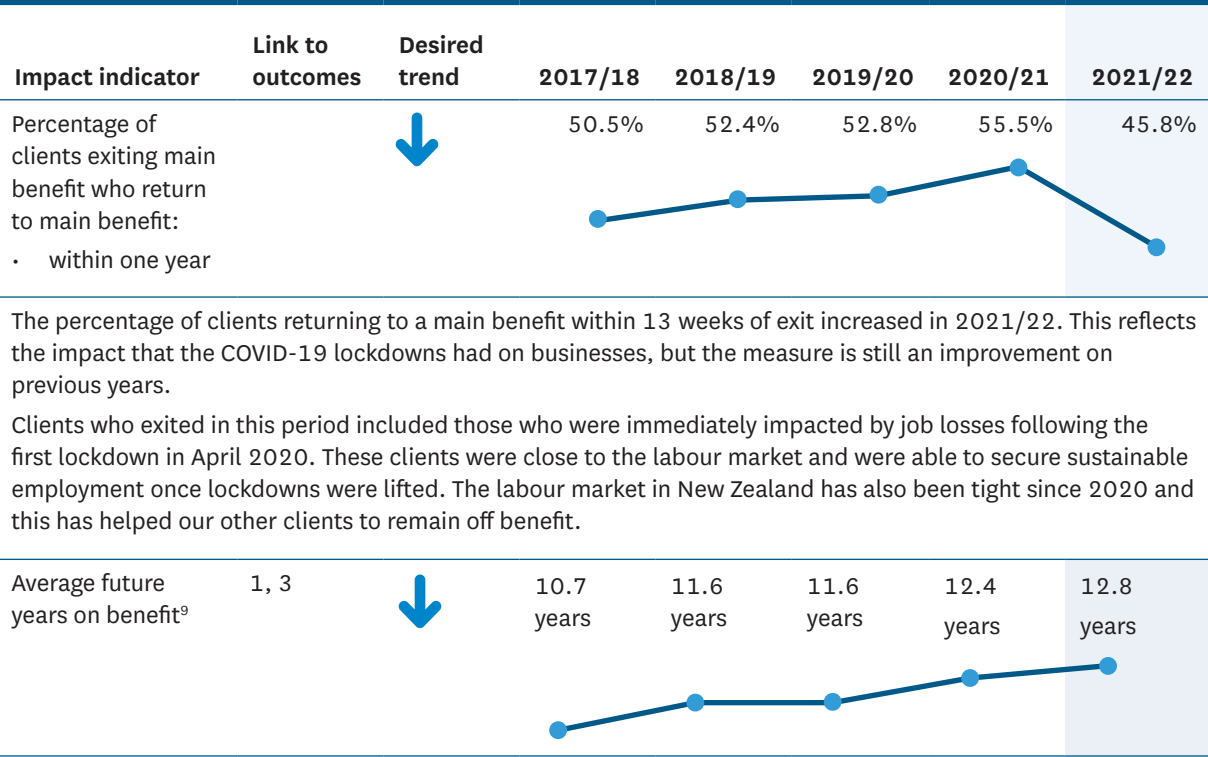 Impact indicator Link to outcomes Desired trend 2017/18 2018/19 2019/20 2020/21 2021/22
Percentage of 50.5% 52.4% 52.8% 55.5% 45.8%
clients exiting main
benefit who return
to main benefit:
· within one year
The percentage of clients returning to a main benefit within 13 weeks of exit increased in 2021/22. This reflects
the impact that the COVID-19 lockdowns had on businesses, but the measure is still an improvement on
previous years.
Clients who exited in this period included those who were immediately impacted by job losses following the
first lockdown in April 2020. These clients were close to the labour market and were able to secure sustainable
employment once lockdowns were lifted. The labour market in New Zealand has also been tight since 2020 and
this has helped our other clients to remain off benefit.
Average future 1, 3 10.7 11.6 11.6 12.4 12.8
years on benefit⁹ years years years years years